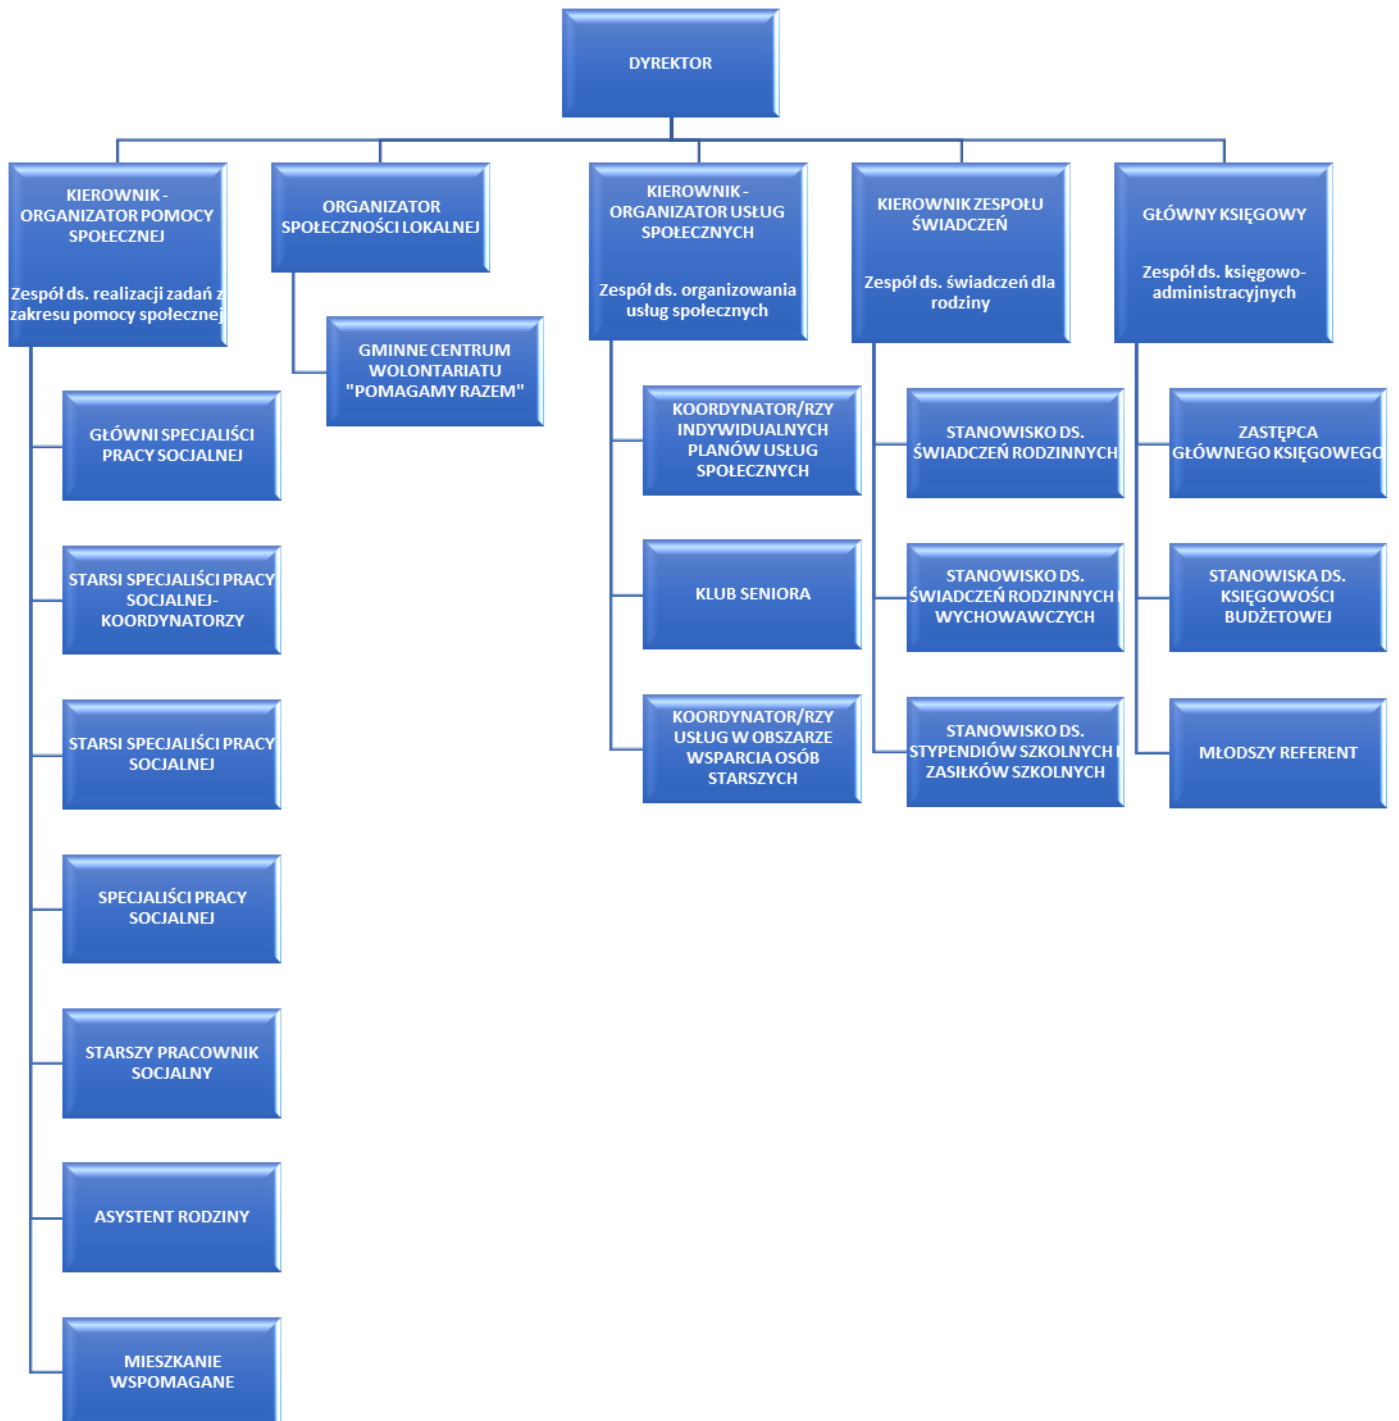 DYREKTOR
KIEROWNIK -
ORGANIZATOR POMOCY
SPOŁECZNEJ
Zespół ds. realizacji zadań z
zakresu pomocy społecznej
GŁÓWNI SPECJALIŚCI
PRACY SOCJALNEJ
STARSI SPECJALIŚCI PRACY
SOCJALNEJ-
KOORDYNATORZY
STARSI SPECJALIŚCI PRACY
SOCJALNEJ
SPECJALIŚCI PRACY
SOCJALNEJ
STARSZY PRACOWNIK
SOCJALNY
ASYSTENT RODZINY
MIESZKANIE
WSPOMAGANE
ORGANIZATOR
SPOŁECZNOŚCI LOKALNEJ
GMINNE CENTRUM
WOLONTARIATU
"POMAGAMY RAZEM"
KIEROWNIK -
ORGANIZATOR USŁUG
SPOŁECZNYCH
Zespół ds. organizowania
usług społecznych
KOORDYNATOR/RZY
INDYWIDUALNYCH
PLANÓW USŁUG
SPOŁECZNYCH
KLUB SENIORA
KOORDYNATOR/RZY
USŁUG W OBSZARZE
WSPARCIA OSÓB
STARSZYCH
KIEROWNIK ZESPOŁU
ŚWIADCZEŃ
Zespół ds. świadczeń dla
rodziny
STANOWISKO DS.
ŚWIADCZEŃ RODZINNYCH
STANOWISKO DS.
ŚWIADCZEŃ RODZINNYCH I
WYCHOWAWCZYCH
STANOWISKO DS.
STYPENDIÓW SZKOLNYCH I
ZASIŁKÓW SZKOLNYCH
GŁÓWNY KSIĘGOWY
Zespół ds. księgowo-
administracyjnych
ZASTĘPCA
GŁÓWNEGO KSIĘGOWEGO
STANOWISKA DS.
KSIĘGOWOŚCI
BUDŻETOWEJ
MŁODSZY REFERENT